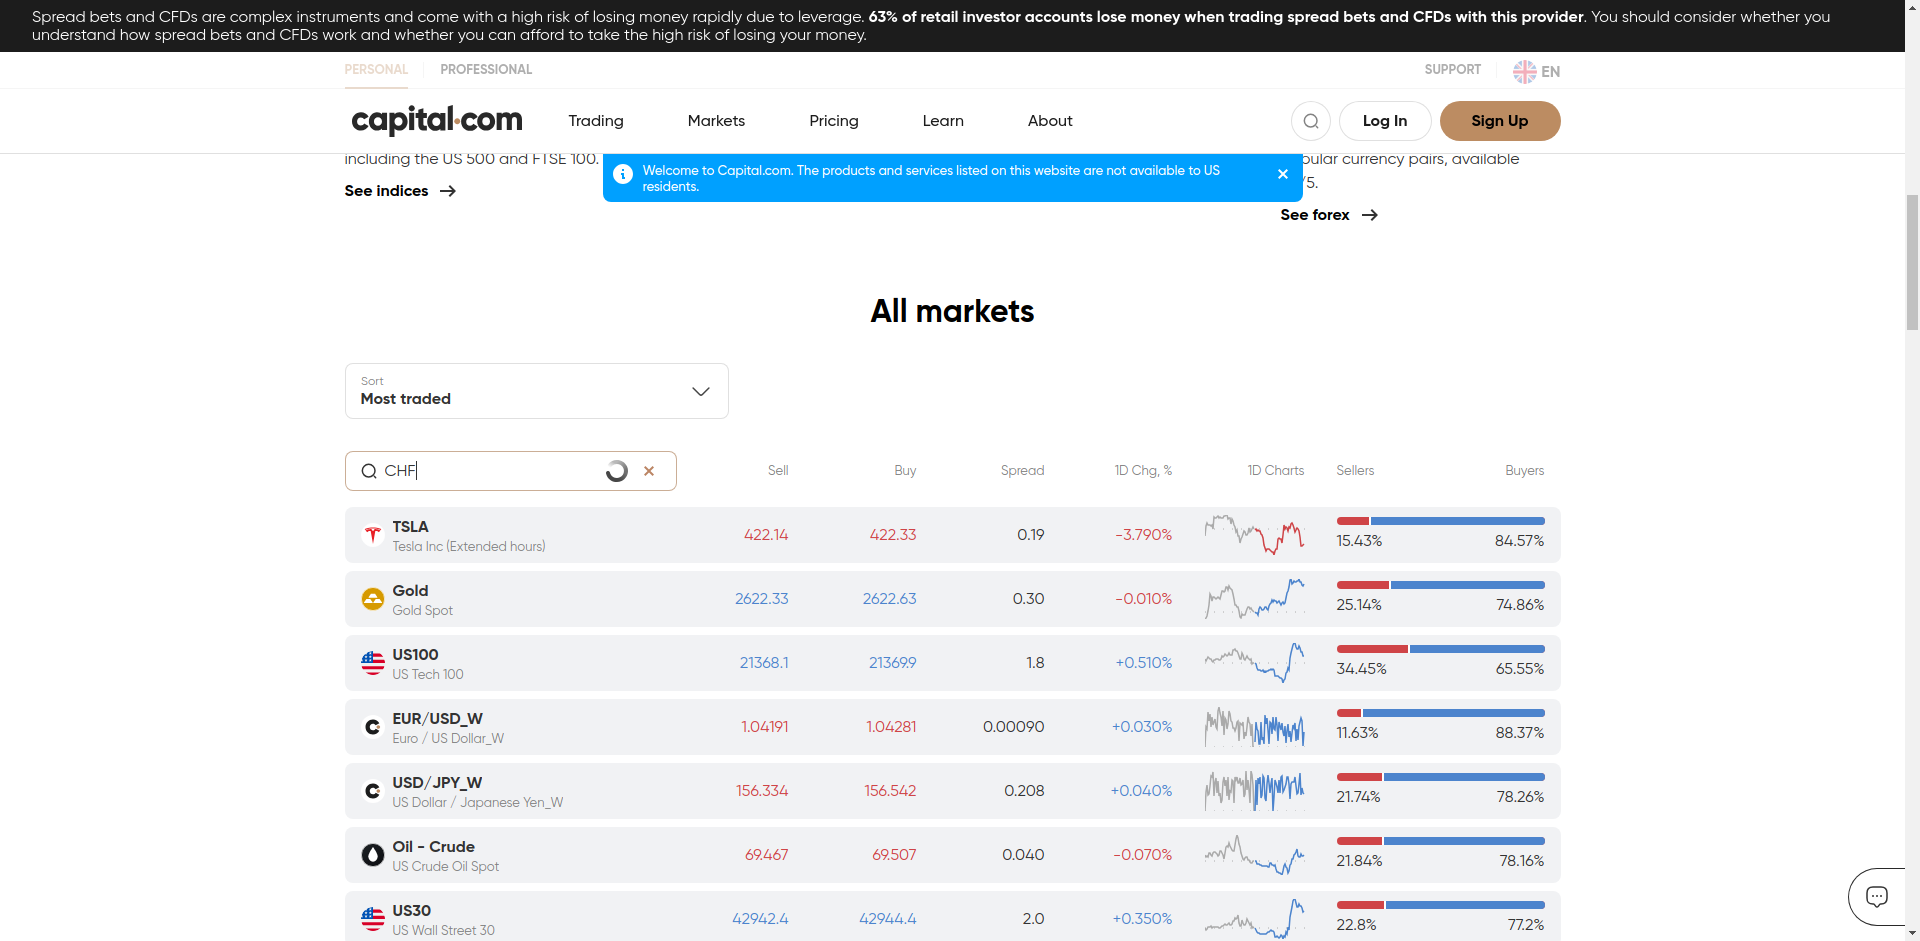 Spread bets and CFDs are complex instruments and come with a high risk of losing money rapidly due to leverage. 63% of retail investor accounts lose money when trading spread bets and CFDs with this provider. You should consider whether you
understand how spread bets and CFDs work and whether you can afford to take the high risk of losing your money.
PERSONAL PROFESSIONAL SUPPORT EN
capital.com Trading Markets Pricing Learn About Log In Sign Up
including the US 500 and FTSE 100.
Welcome to Capital.com. The products and services listed on this website are not available to US
residents.
pular currency pairs, available
/5.
See indices
See forex
All markets
Sort
Most traded
CHF Sell Buy Spread 1D Chg, % 1D Charts Sellers Buyers
TSLA
Tesla Inc (Extended hours)
422.14 422.33 0.19 -3.790% 15.43% 84.57%
Gold
Gold Spot
2622.33 2622.63 0.30 -0.010% 25.14% 74.86%
US100
US Tech 100
21368.1 21369.9 1.8 +0.510% 34.45% 65.55%
EUR/USD_W
Euro / US Dollar_W
1.04191 1.04281 0.00090 +0.030% 11.63% 88.37%
USD/JPY_W
US Dollar / Japanese Yen_W
156.334 156.542 0.208 +0.040% 21.74% 78.26%
Oil - Crude
US Crude Oil Spot
69.467 69.507 0.040 -0.070% 21.84% 78.16%
US30
US Wall Street 30
42942.4 42944.4 2.0 +0.350% 22.8% 77.2%